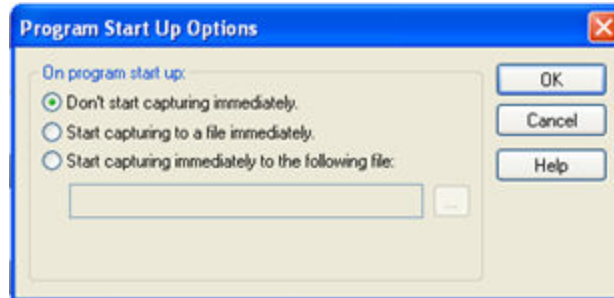 Program Start Up Options
On program start up:
Don't start capturing immediately.
Start capturing to a file immediately.
Start capturing immediately to the following file:
...
OK
Cancel
Help